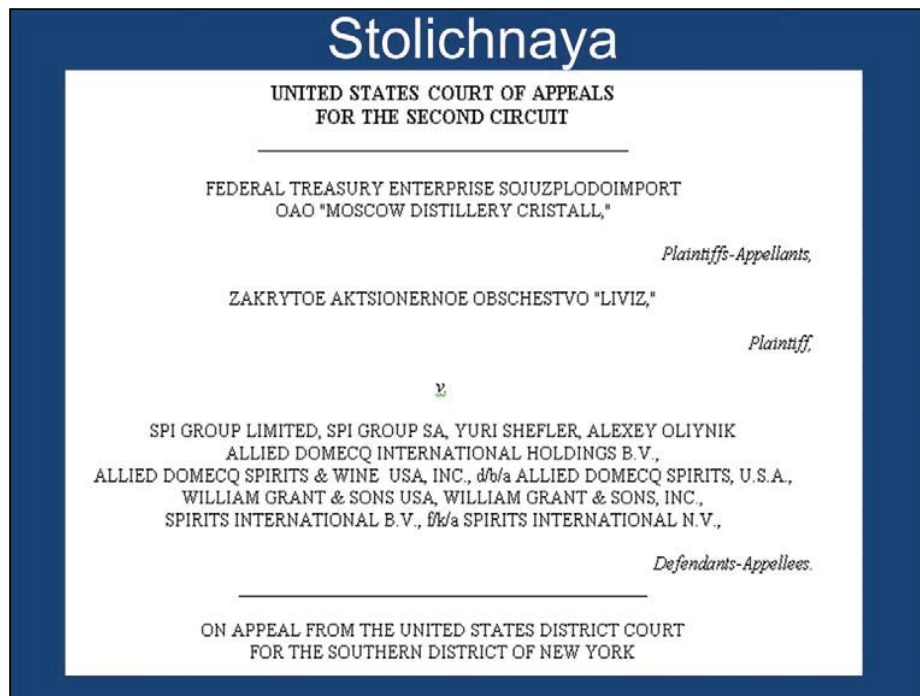 Stolichnaya
UNITED STATES COURT OF APPEALS
FOR THE SECOND CIRCUIT
FEDERAL TREASURY ENTERPRISE SOJUZPLODOIMPORT
OAO "MOSCOW DISTILLERY CRISTALL,"
Plaintiffs-Appellants,
ZAKRYTOE AKTSIONERNOE OBSCHESTVO "LIVIZ,"
Plaintiff,
v.
SPI GROUP LIMITED, SPI GROUP SA, YURI SHEFLER, ALEXEY OLIYNIK
ALLIED DOMECQ INTERNATIONAL HOLDINGS B.V.,
ALLIED DOMECQ SPIRITS & WINE USA, INC., d/b/a ALLIED DOMECQ SPIRITS, U.S.A.,
WILLIAM GRANT & SONS USA, WILLIAM GRANT & SONS, INC.,
SPIRITS INTERNATIONAL B.V., f/k/a SPIRITS INTERNATIONAL N.V.,
Defendants-Appellees.
ON APPEAL FROM THE UNITED STATES DISTRICT COURT
FOR THE SOUTHERN DISTRICT OF NEW YORK